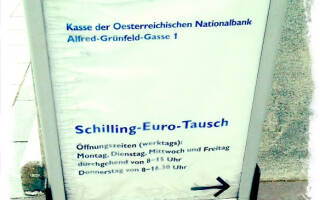 Kasse der Oesterreichischen Nationalbank
Alfred-Grünfeld-Gasse 1
Schilling-Euro-Tausch
Öffnungszeiten (werktags):
Montag, Dienstag, Mittwoch und Freitag
durchgehend von 8-15 Uhr
Donnerstag von 8-16.30 Uhr